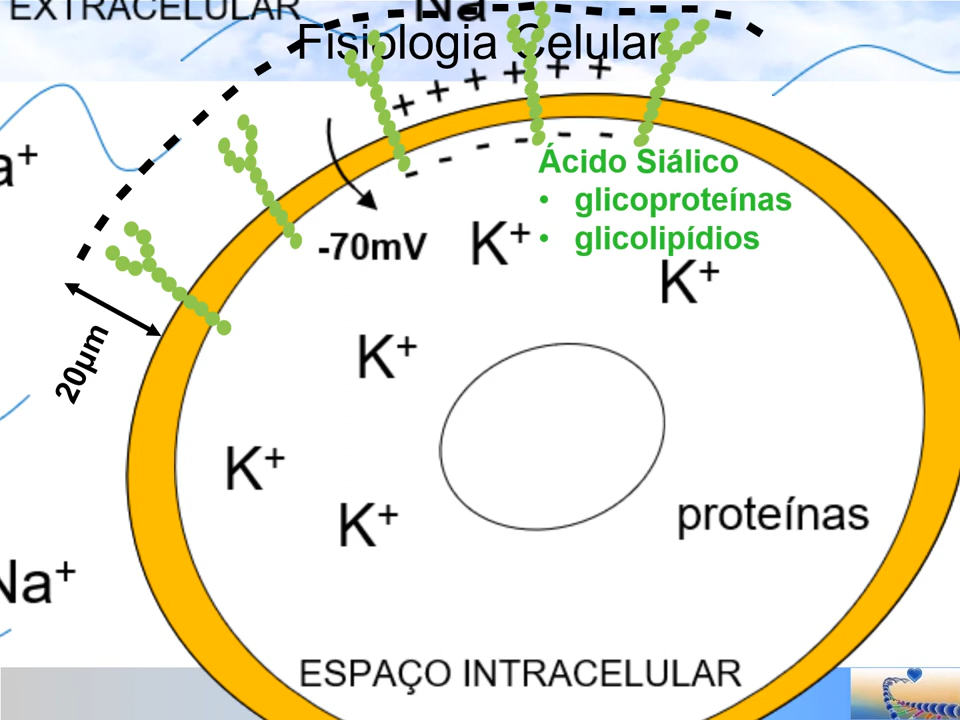 EXTRACELULAR
Na
Fisiologia Celular
+ + + + + +
a⁺
- - - - - -
Ácido Siálico
• glicoproteínas
• glicolipídios
-70mV
K⁺
K⁺
20µm
K⁺
K⁺
K⁺
proteínas
Na⁺
ESPAÇO INTRACELULAR